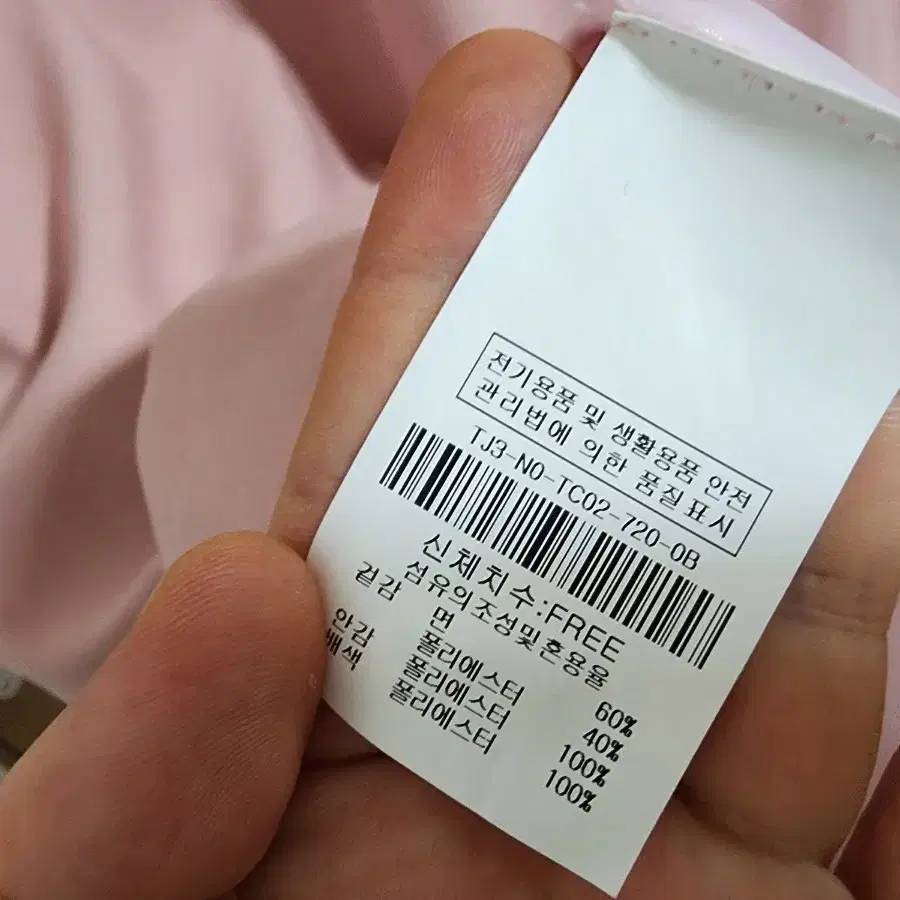 전기용품 및 생활용품 안전
관리법에 의한 품질표시
TJ3-NO-TC02-720-0B
신체치수:FREE
섬유의조성및혼용율
겉감 면 60%
폴리에스터 40%
안감 폴리에스터 100%
배색 폴리에스터 100%